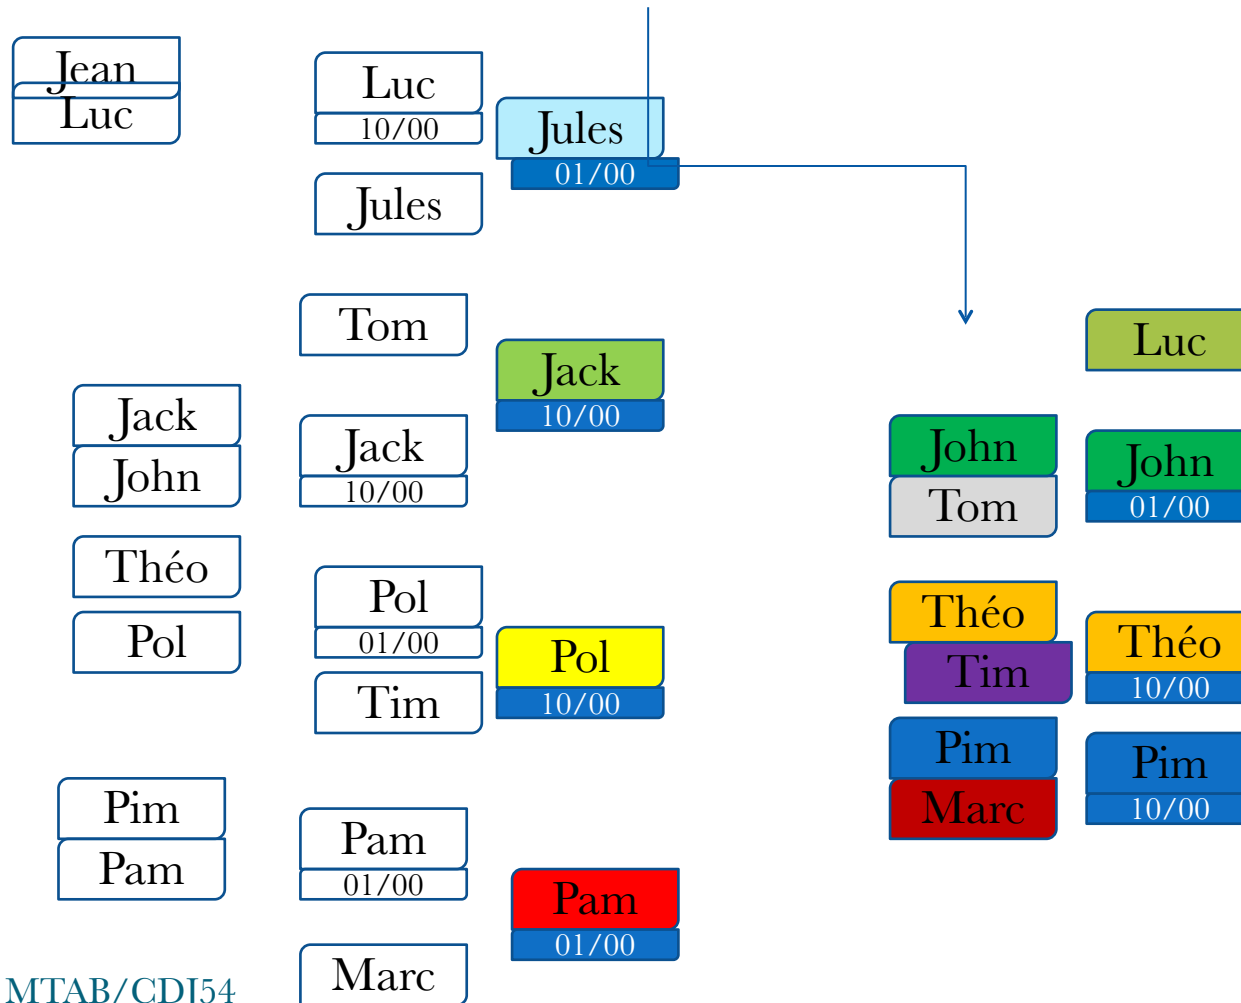 Jean
Luc
Luc
10/00
Jules
01/00
Jules
Tom
Jack
10/00
Jack
John
Jack
10/00
Théo
Pol
Pol
01/00
Tim
Pol
10/00
Pim
Pam
Pam
01/00
Pam
01/00
Marc
Luc
John
Tom
John
01/00
Théo
Tim
Théo
10/00
Pim
Marc
Pim
10/00
MTAB/CDJ54